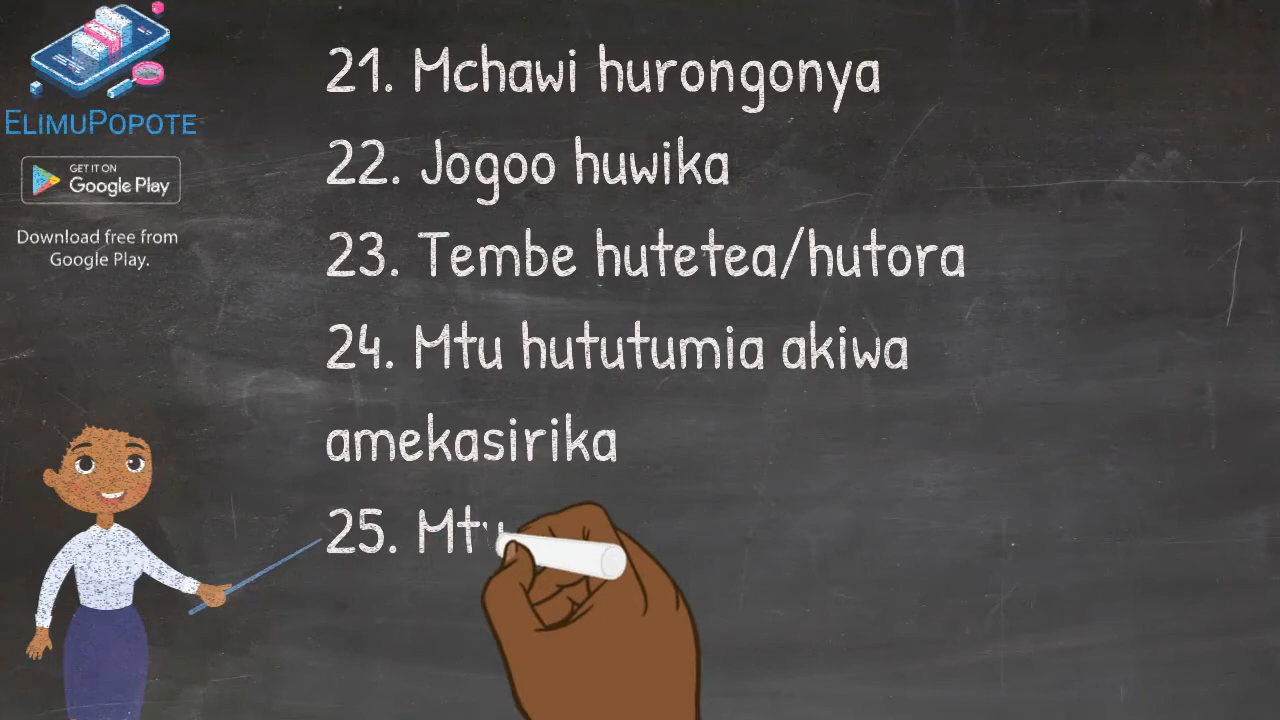 ELIMUPOPOTE
GET IT ON
Google Play
Download free from
Google Play.
21. Mchawi hurongonya
22. Jogoo huwika
23. Tembe hutetea/hutora
24. Mtu hututumia akiwa
amekasirika
25. Mtu